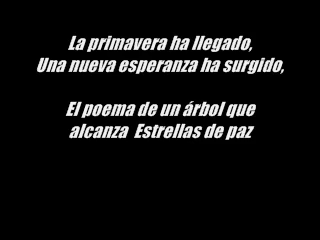 La primavera ha llegado,
Una nueva esperanza ha surgido,
El poema de un árbol que
alcanza  Estrellas de paz